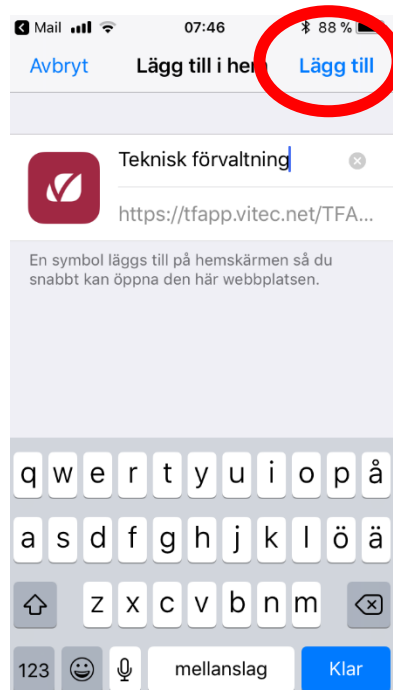 Mail 07:46 88 %
Avbryt Lägg till i hem Lägg till
Teknisk förvaltning
https://tfapp.vitec.net/TFA...
En symbol läggs till på hemskärmen så du
snabbt kan öppna den här webbplatsen.
q w e r t y u i o p å
a s d f g h j k l ö ä
z x c v b n m
123 mellanslag Klar